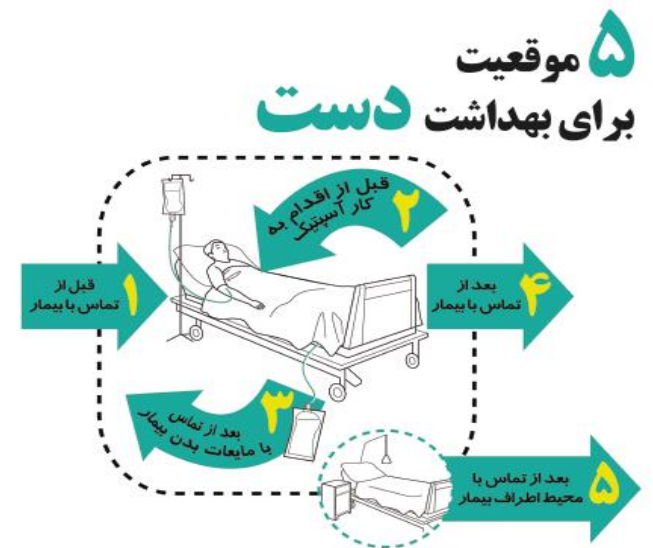 ۵ موقعیت
برای بهداشت دست
۱
قبل از
تماس با بیمار
۲
قبل از اقدام به
کار آسپتیک
۳
بعد از تماس
با مایعات بدن بیمار
۴
بعد از
تماس با بیمار
۵
بعد از تماس با
محیط اطراف بیمار